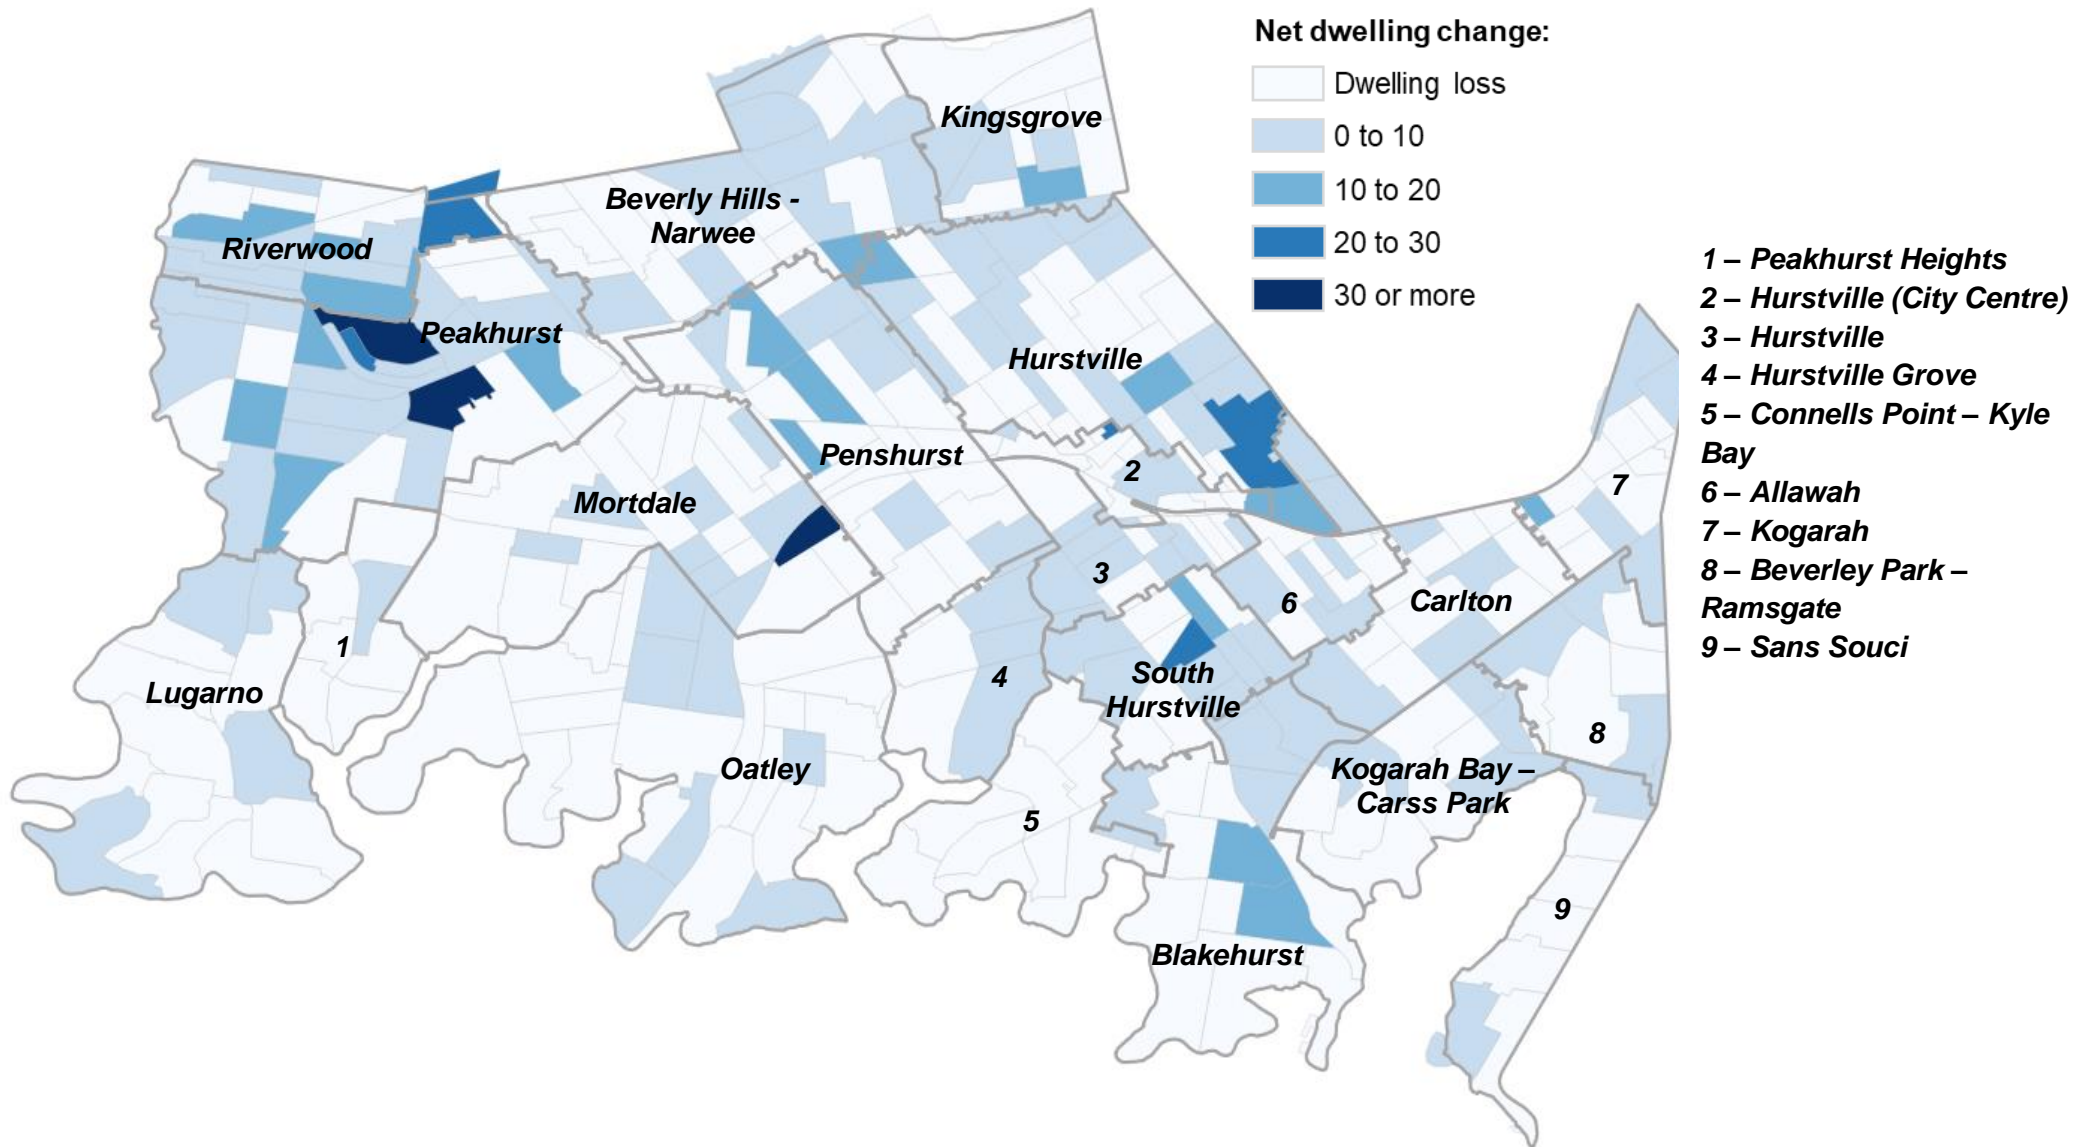 Net dwelling change:
Dwelling loss
0 to 10
10 to 20
20 to 30
30 or more
Kingsgrove
Beverly Hills -
Narwee
Riverwood
Peakhurst
Hurstville
Penshurst
2
Mortdale
7
3
6
Carlton
1
Lugarno
4
South
Hurstville
8
Oatley
Kogarah Bay –
Carss Park
5
9
Blakehurst
1 – Peakhurst Heights
2 – Hurstville (City Centre)
3 – Hurstville
4 – Hurstville Grove
5 – Connells Point – Kyle
Bay
6 – Allawah
7 – Kogarah
8 – Beverley Park –
Ramsgate
9 – Sans Souci